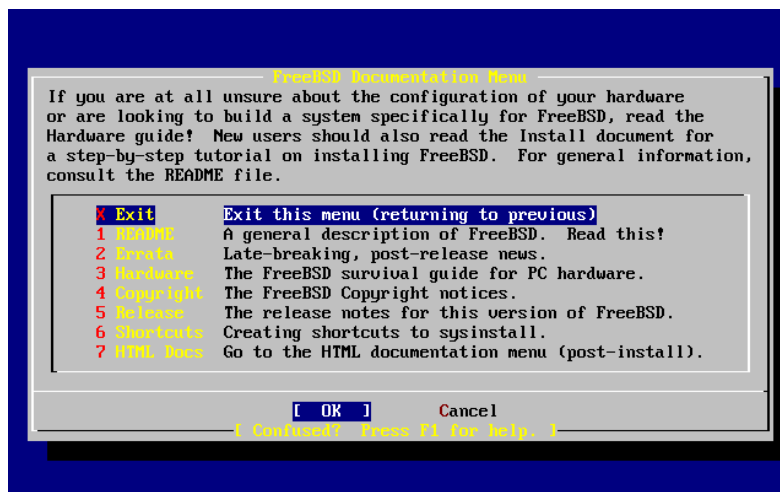 FreeBSD Documentation Menu
If you are at all unsure about the configuration of your hardware
or are looking to build a system specifically for FreeBSD, read the
Hardware guide!  New users should also read the Install document for
a step-by-step tutorial on installing FreeBSD.  For general information,
consult the README file.
X Exit Exit this menu (returning to previous)
1 README A general description of FreeBSD.  Read this!
2 Errata Late-breaking, post-release news.
3 Hardware The FreeBSD survival guide for PC hardware.
4 Copyright The FreeBSD Copyright notices.
5 Release The release notes for this version of FreeBSD.
6 Shortcuts Creating shortcuts to sysinstall.
7 HTML Docs Go to the HTML documentation menu (post-install).
[ OK ] Cancel
[ Confused?  Press F1 for help. ]